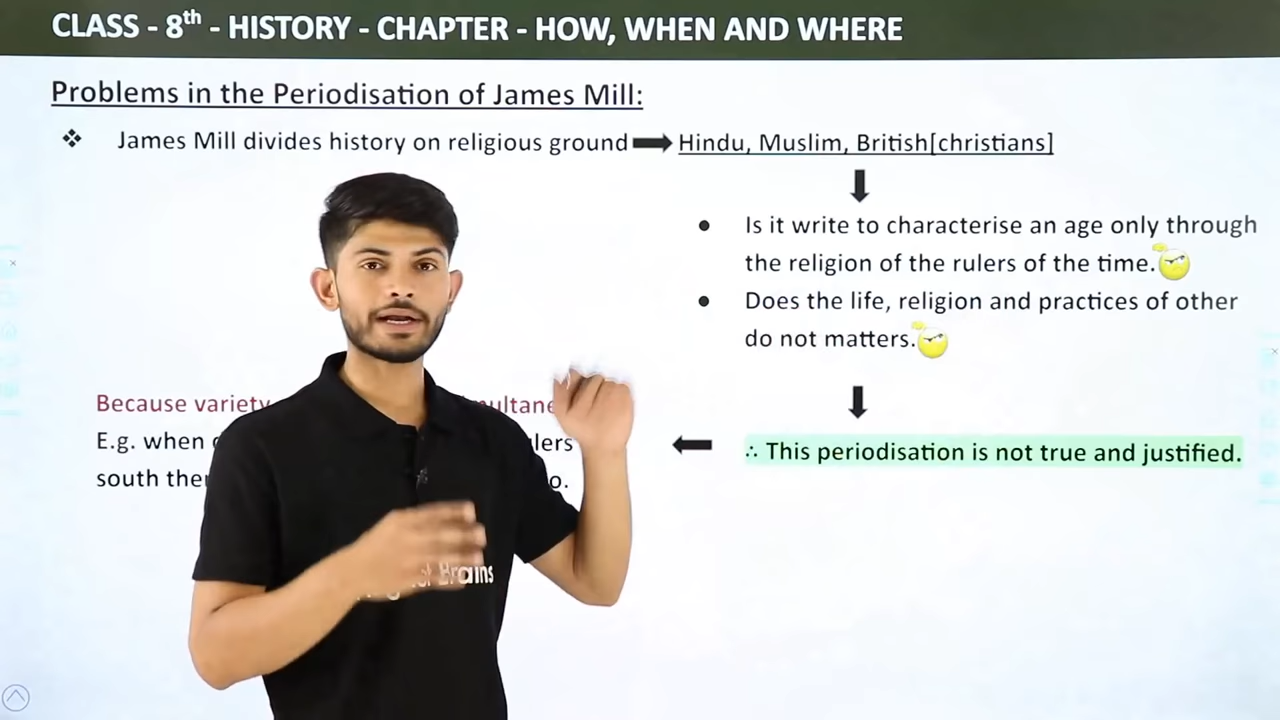 CLASS - 8th - HISTORY - CHAPTER - HOW, WHEN AND WHERE
Problems in the Periodisation of James Mill:
❖ James Mill divides history on religious ground ➡ Hindu, Muslim, British[christians]
• Is it write to characterise an age only through
the religion of the rulers of the time.
• Does the life, religion and practices of other
do not matters.
∴ This periodisation is not true and justified.
Because variety
E.g. when
south
Brains